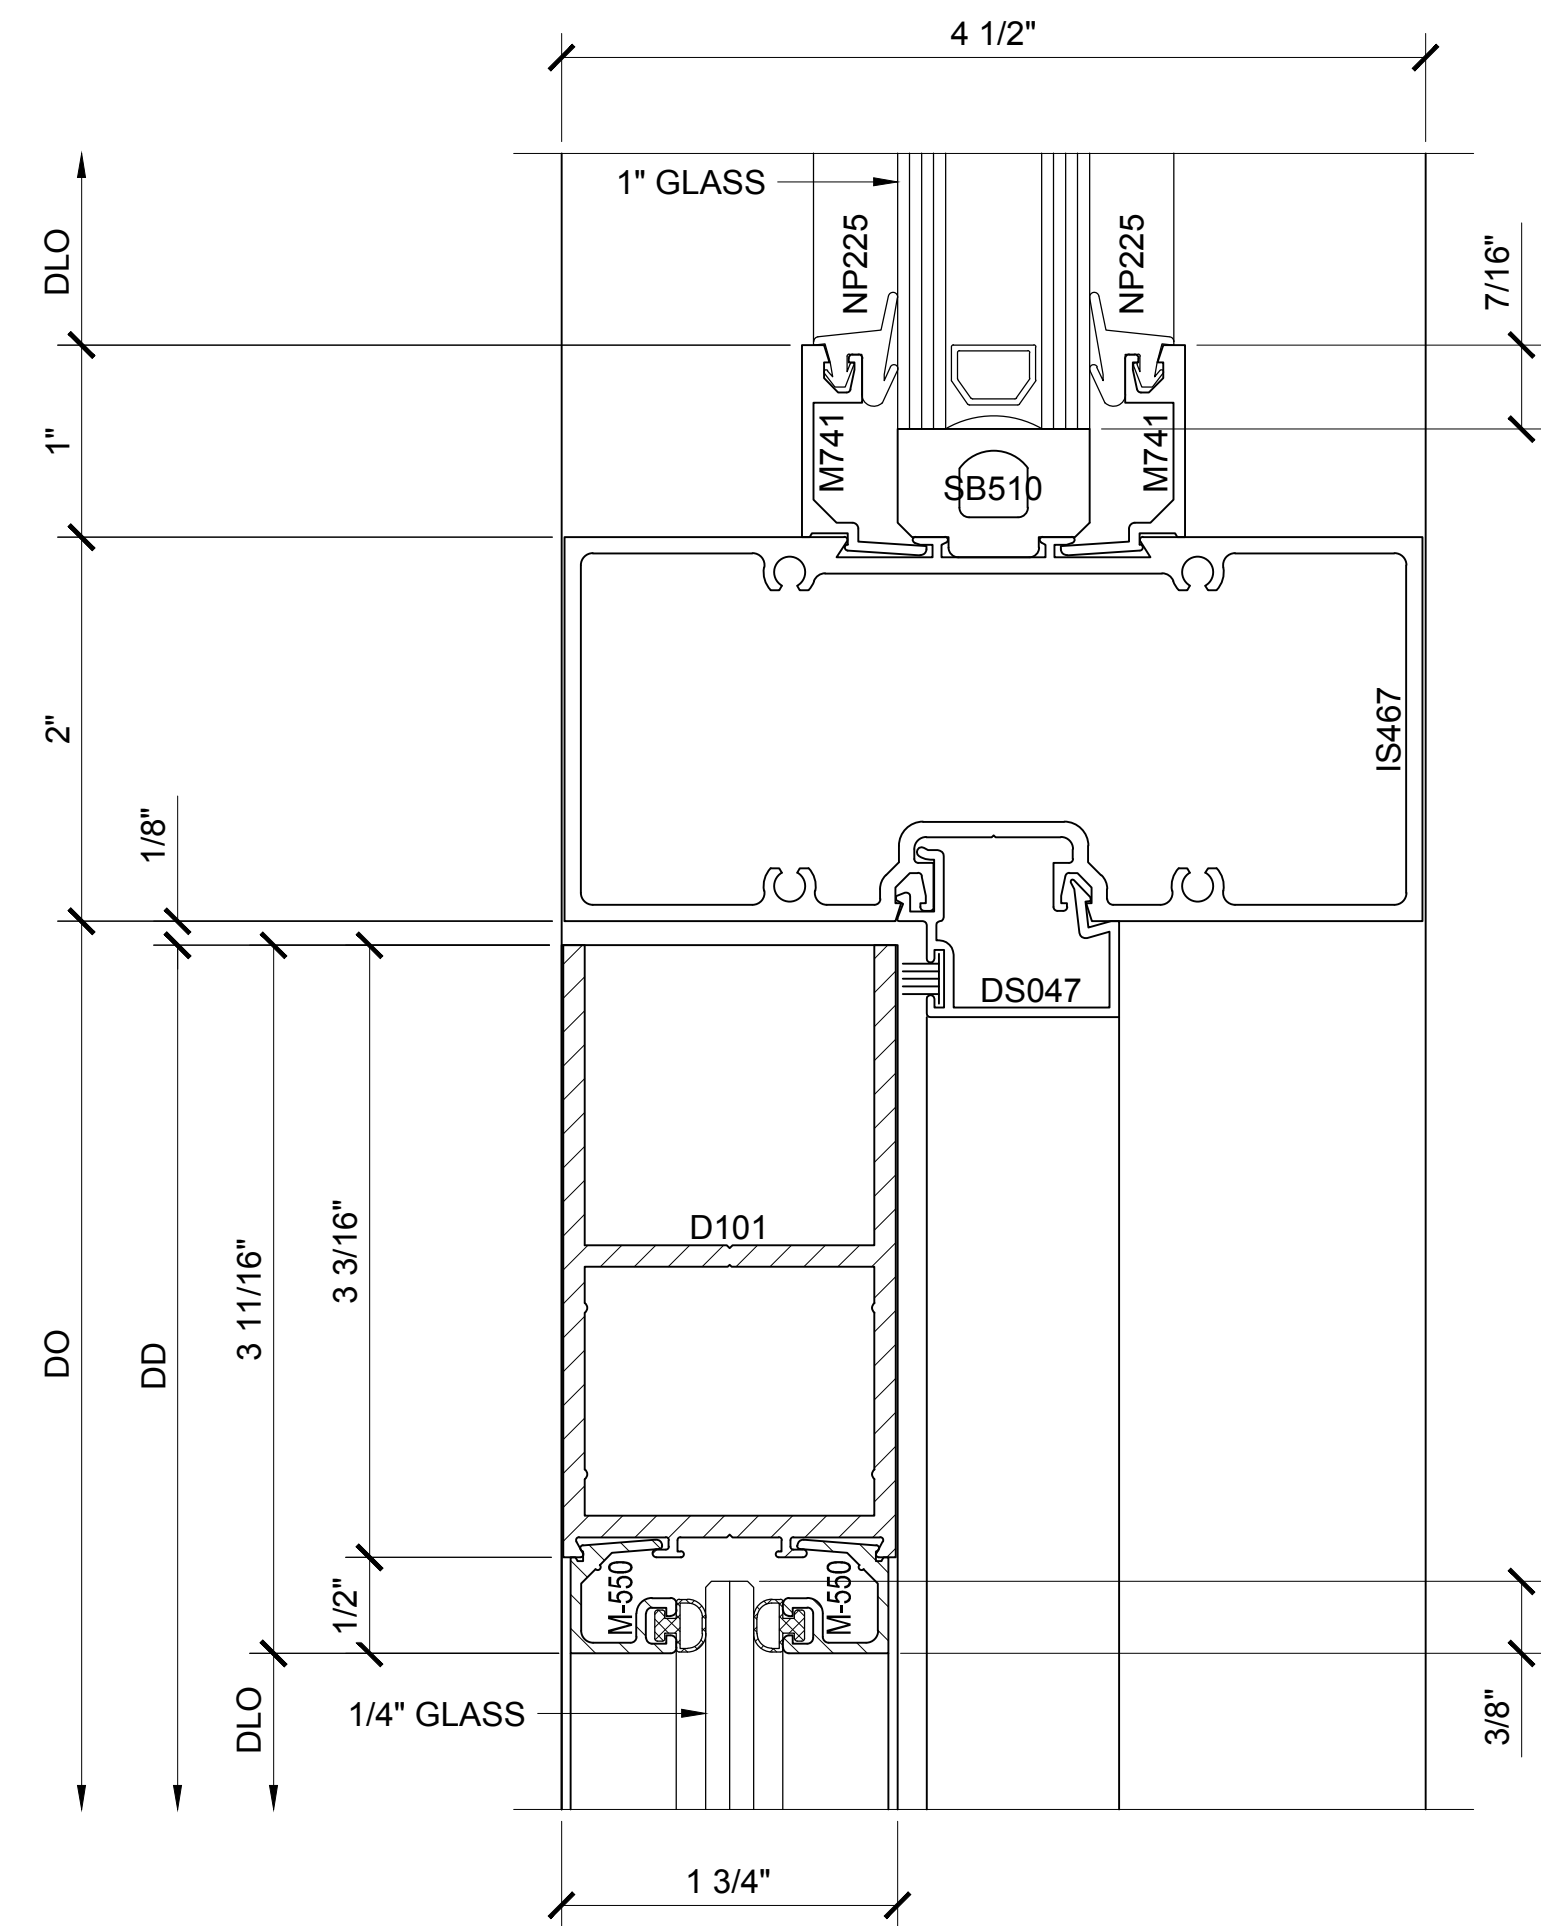 4 1/2"
1" GLASS
DLO
NP225
NP225
7/16"
1"
M741
M741
SB510
2"
IS467
1/8"
DS047
D101
3 3/16"
3 11/16"
DO
DD
1/2"
M-550
M-550
DLO
1/4" GLASS
3/8"
1 3/4"